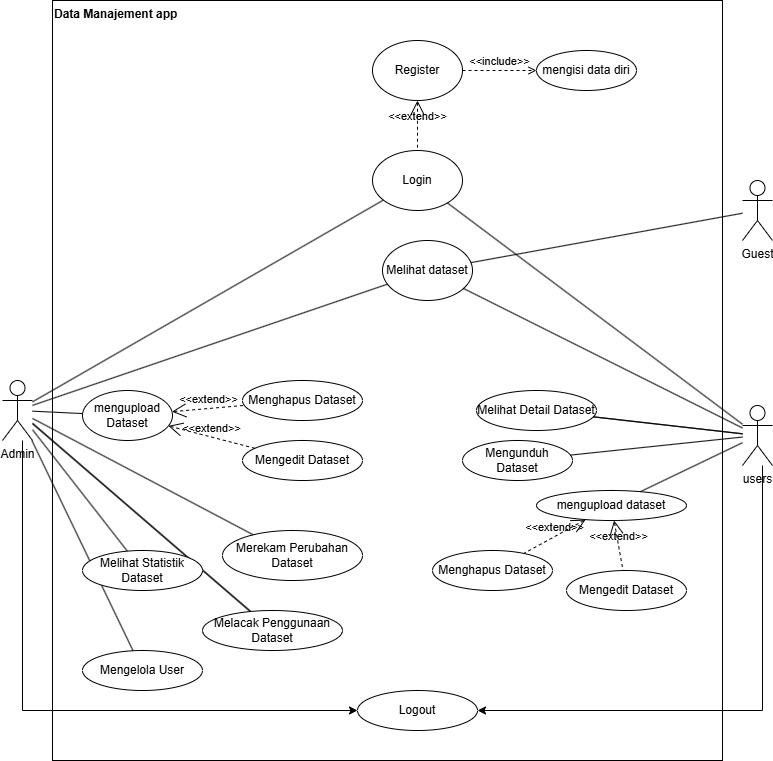 Data Manajement app
Register
<<include>>
mengisi data diri
<<extend>>
Login
Guest
Melihat dataset
Admin
mengupload
Dataset
<<extend>>
Menghapus Dataset
<<extend>>
Mengedit Dataset
Melihat Detail Dataset
Mengunduh
Dataset
users
mengupload dataset
<<extend>>
<<extend>>
Menghapus Dataset
Mengedit Dataset
Merekam Perubahan
Dataset
Melihat Statistik
Dataset
Melacak Penggunaan
Dataset
Mengelola User
Logout